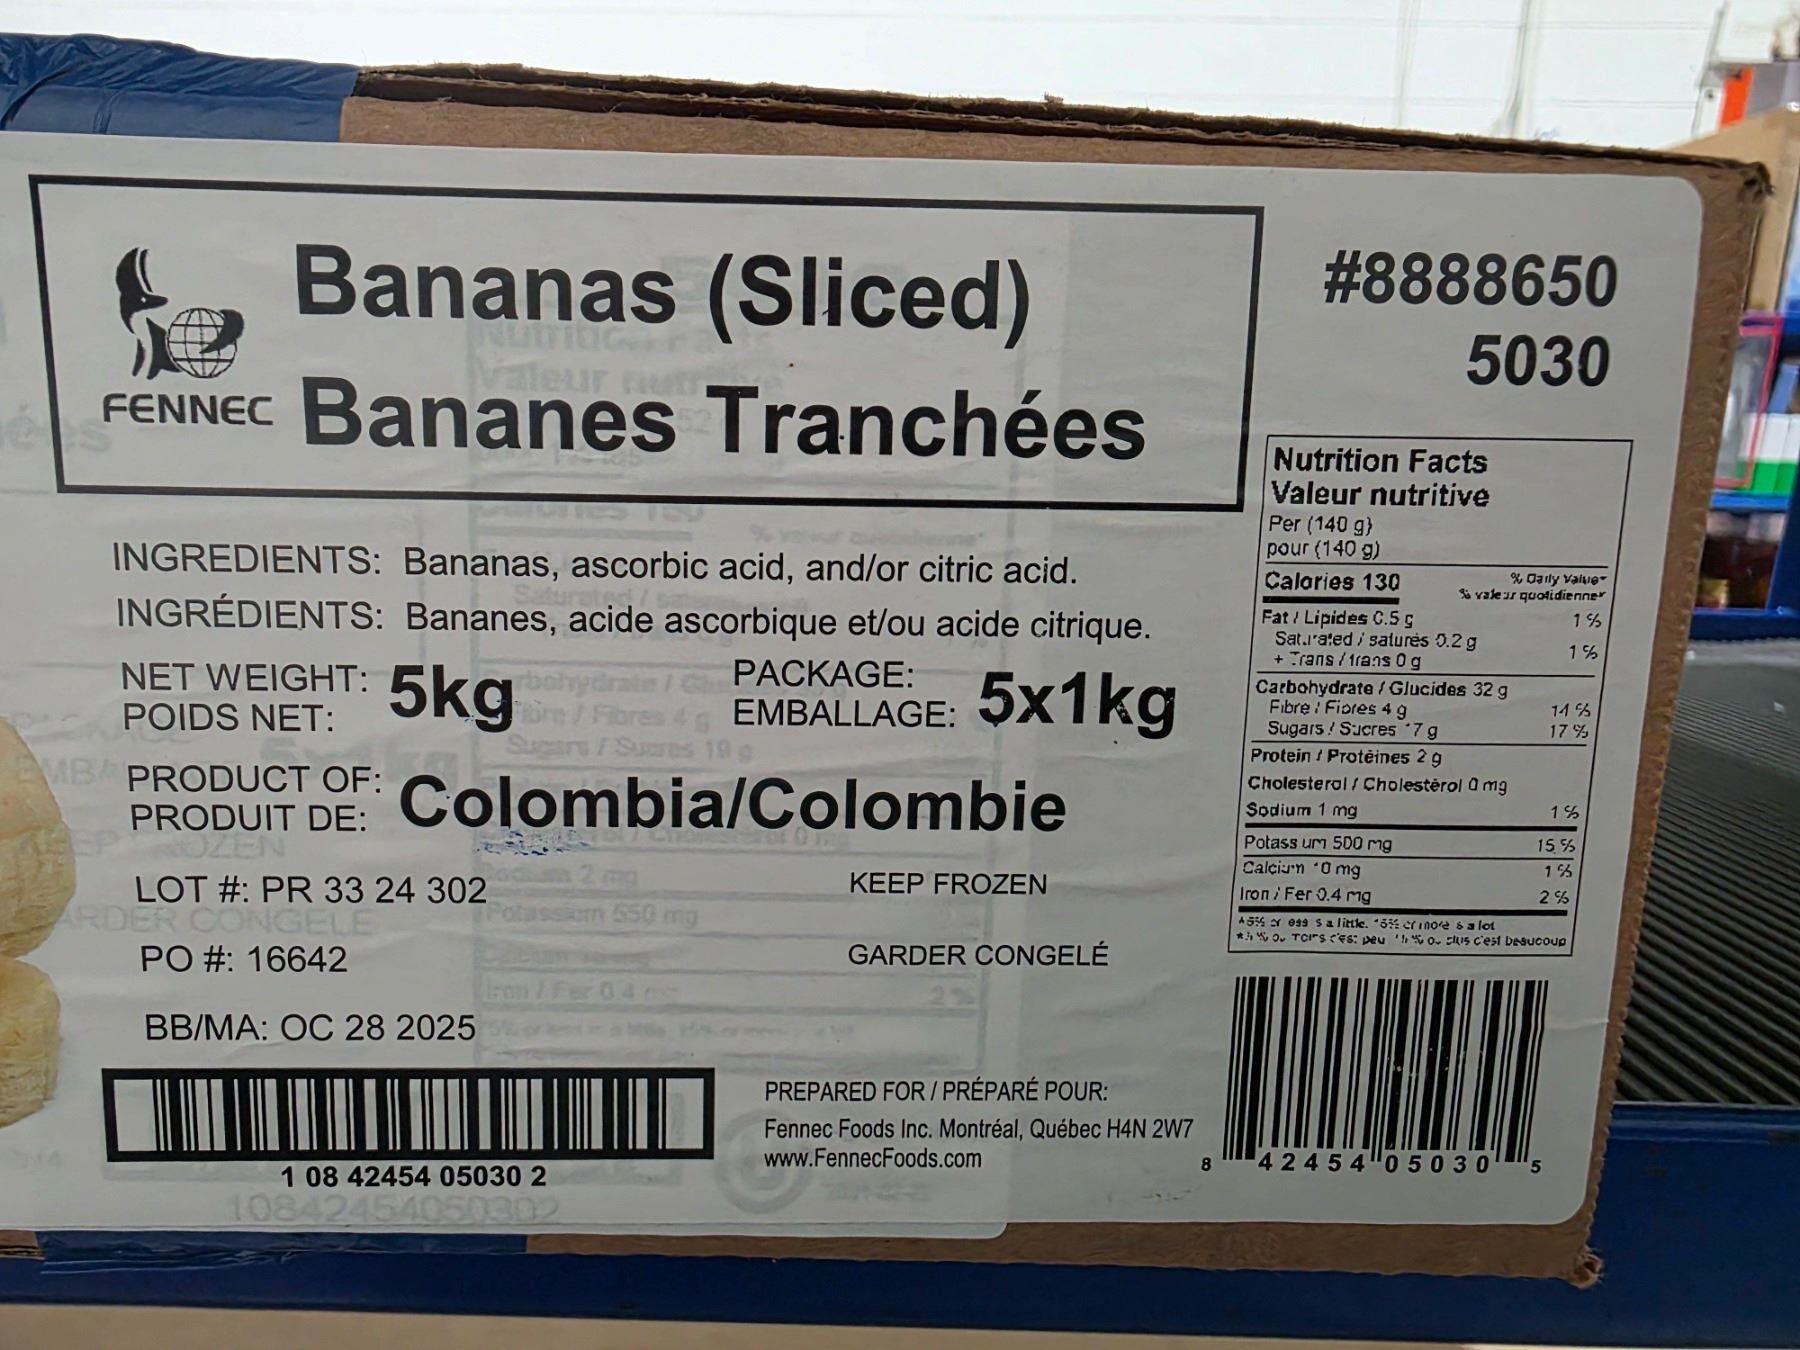 Bananas (Sliced)
FENNEC
Bananes Tranchées
#8888650
5030
INGREDIENTS: Bananas, ascorbic acid, and/or citric acid.
INGRÉDIENTS: Bananes, acide ascorbique et/ou acide citrique.
NET WEIGHT:
POIDS NET:
5kg
PACKAGE:
EMBALLAGE:
5x1kg
PRODUCT OF:
PRODUIT DE:
Colombia/Colombie
LOT #: PR 33 24 302
KEEP FROZEN
PO #: 16642
GARDER CONGELÉ
BB/MA: OC 28 2025
1 08 42454 05030 2
10842454050302
PREPARED FOR / PRÉPARÉ POUR:
Fennec Foods Inc. Montréal, Québec H4N 2W7
www.FennecFoods.com
Nutrition Facts
Valeur nutritive
Per (140 g)
pour (140 g)
Calories 130
% Daily Value*
% valeur quotidienne*
Fat / Lipides 0.5 g 1 %
Saturated / saturés 0.2 g
+ Trans / trans 0 g 1 %
Carbohydrate / Glucides 32 g
Fibre / Fibres 4 g 14 %
Sugars / Sucres 17 g 17 %
Protein / Protéines 2 g
Cholesterol / Cholestérol 0 mg
Sodium 1 mg 1 %
Potassium 500 mg 15 %
Calcium 10 mg 1 %
Iron / Fer 0.4 mg 2 %
8 42454 05030 5